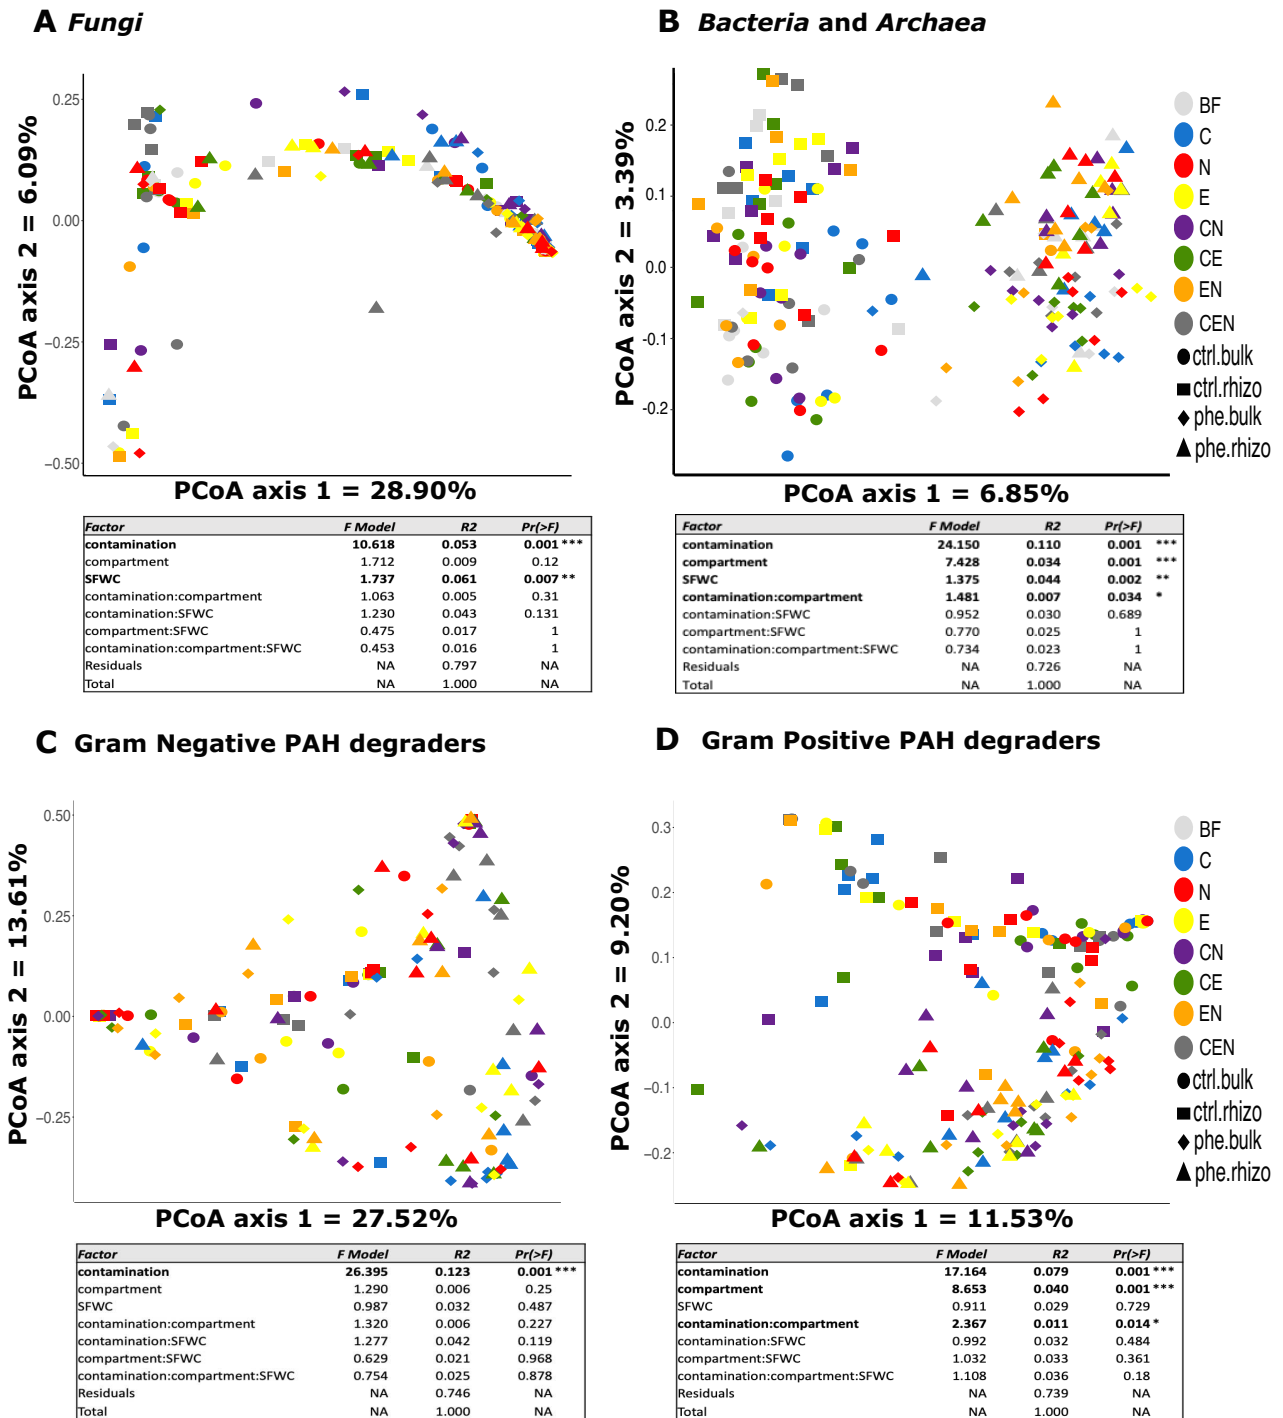 A Fungi
PCoA axis 2 = 6.09%
0.25
0.00
−0.25
−0.50
PCoA axis 1 = 28.90%
Factor F Model R2 Pr(>F)
contamination 10.618 0.053 0.001 ***
compartment 1.712 0.009 0.12
SFWC 1.737 0.061 0.007 **
contamination:compartment 1.063 0.005 0.31
contamination:SFWC 1.230 0.043 0.131
compartment:SFWC 0.475 0.017 1
contamination:compartment:SFWC 0.453 0.016 1
Residuals NA 0.797 NA
Total NA 1.000 NA
B Bacteria and Archaea
PCoA axis 2 = 3.39%
0.2
0.1
0.0
-0.1
-0.2
PCoA axis 1 = 6.85%
BF
C
N
E
CN
CE
EN
CEN
ctrl.bulk
ctrl.rhizo
phe.bulk
phe.rhizo
Factor F Model R2 Pr(>F)
contamination 24.150 0.110 0.001 ***
compartment 7.428 0.034 0.001 ***
SFWC 1.375 0.044 0.002 **
contamination:compartment 1.481 0.007 0.034 *
contamination:SFWC 0.952 0.030 0.689
compartment:SFWC 0.770 0.025 1
contamination:compartment:SFWC 0.734 0.023 1
Residuals NA 0.726 NA
Total NA 1.000 NA
C Gram Negative PAH degraders
PCoA axis 2 = 13.61%
0.50
0.25
0.00
−0.25
PCoA axis 1 = 27.52%
Factor F Model R2 Pr(>F)
contamination 26.395 0.123 0.001 ***
compartment 1.290 0.006 0.25
SFWC 0.987 0.032 0.487
contamination:compartment 1.320 0.006 0.227
contamination:SFWC 1.277 0.042 0.119
compartment:SFWC 0.629 0.021 0.968
contamination:compartment:SFWC 0.754 0.025 0.878
Residuals NA 0.746 NA
Total NA 1.000 NA
D Gram Positive PAH degraders
PCoA axis 2 = 9.20%
0.3
0.2
0.1
0.0
−0.1
−0.2
PCoA axis 1 = 11.53%
BF
C
N
E
CN
CE
EN
CEN
ctrl.bulk
ctrl.rhizo
phe.bulk
phe.rhizo
Factor F Model R2 Pr(>F)
contamination 17.164 0.079 0.001 ***
compartment 8.653 0.040 0.001 ***
SFWC 0.911 0.029 0.729
contamination:compartment 2.367 0.011 0.014 *
contamination:SFWC 0.992 0.032 0.484
compartment:SFWC 1.032 0.033 0.361
contamination:compartment:SFWC 1.108 0.036 0.18
Residuals NA 0.739 NA
Total NA 1.000 NA